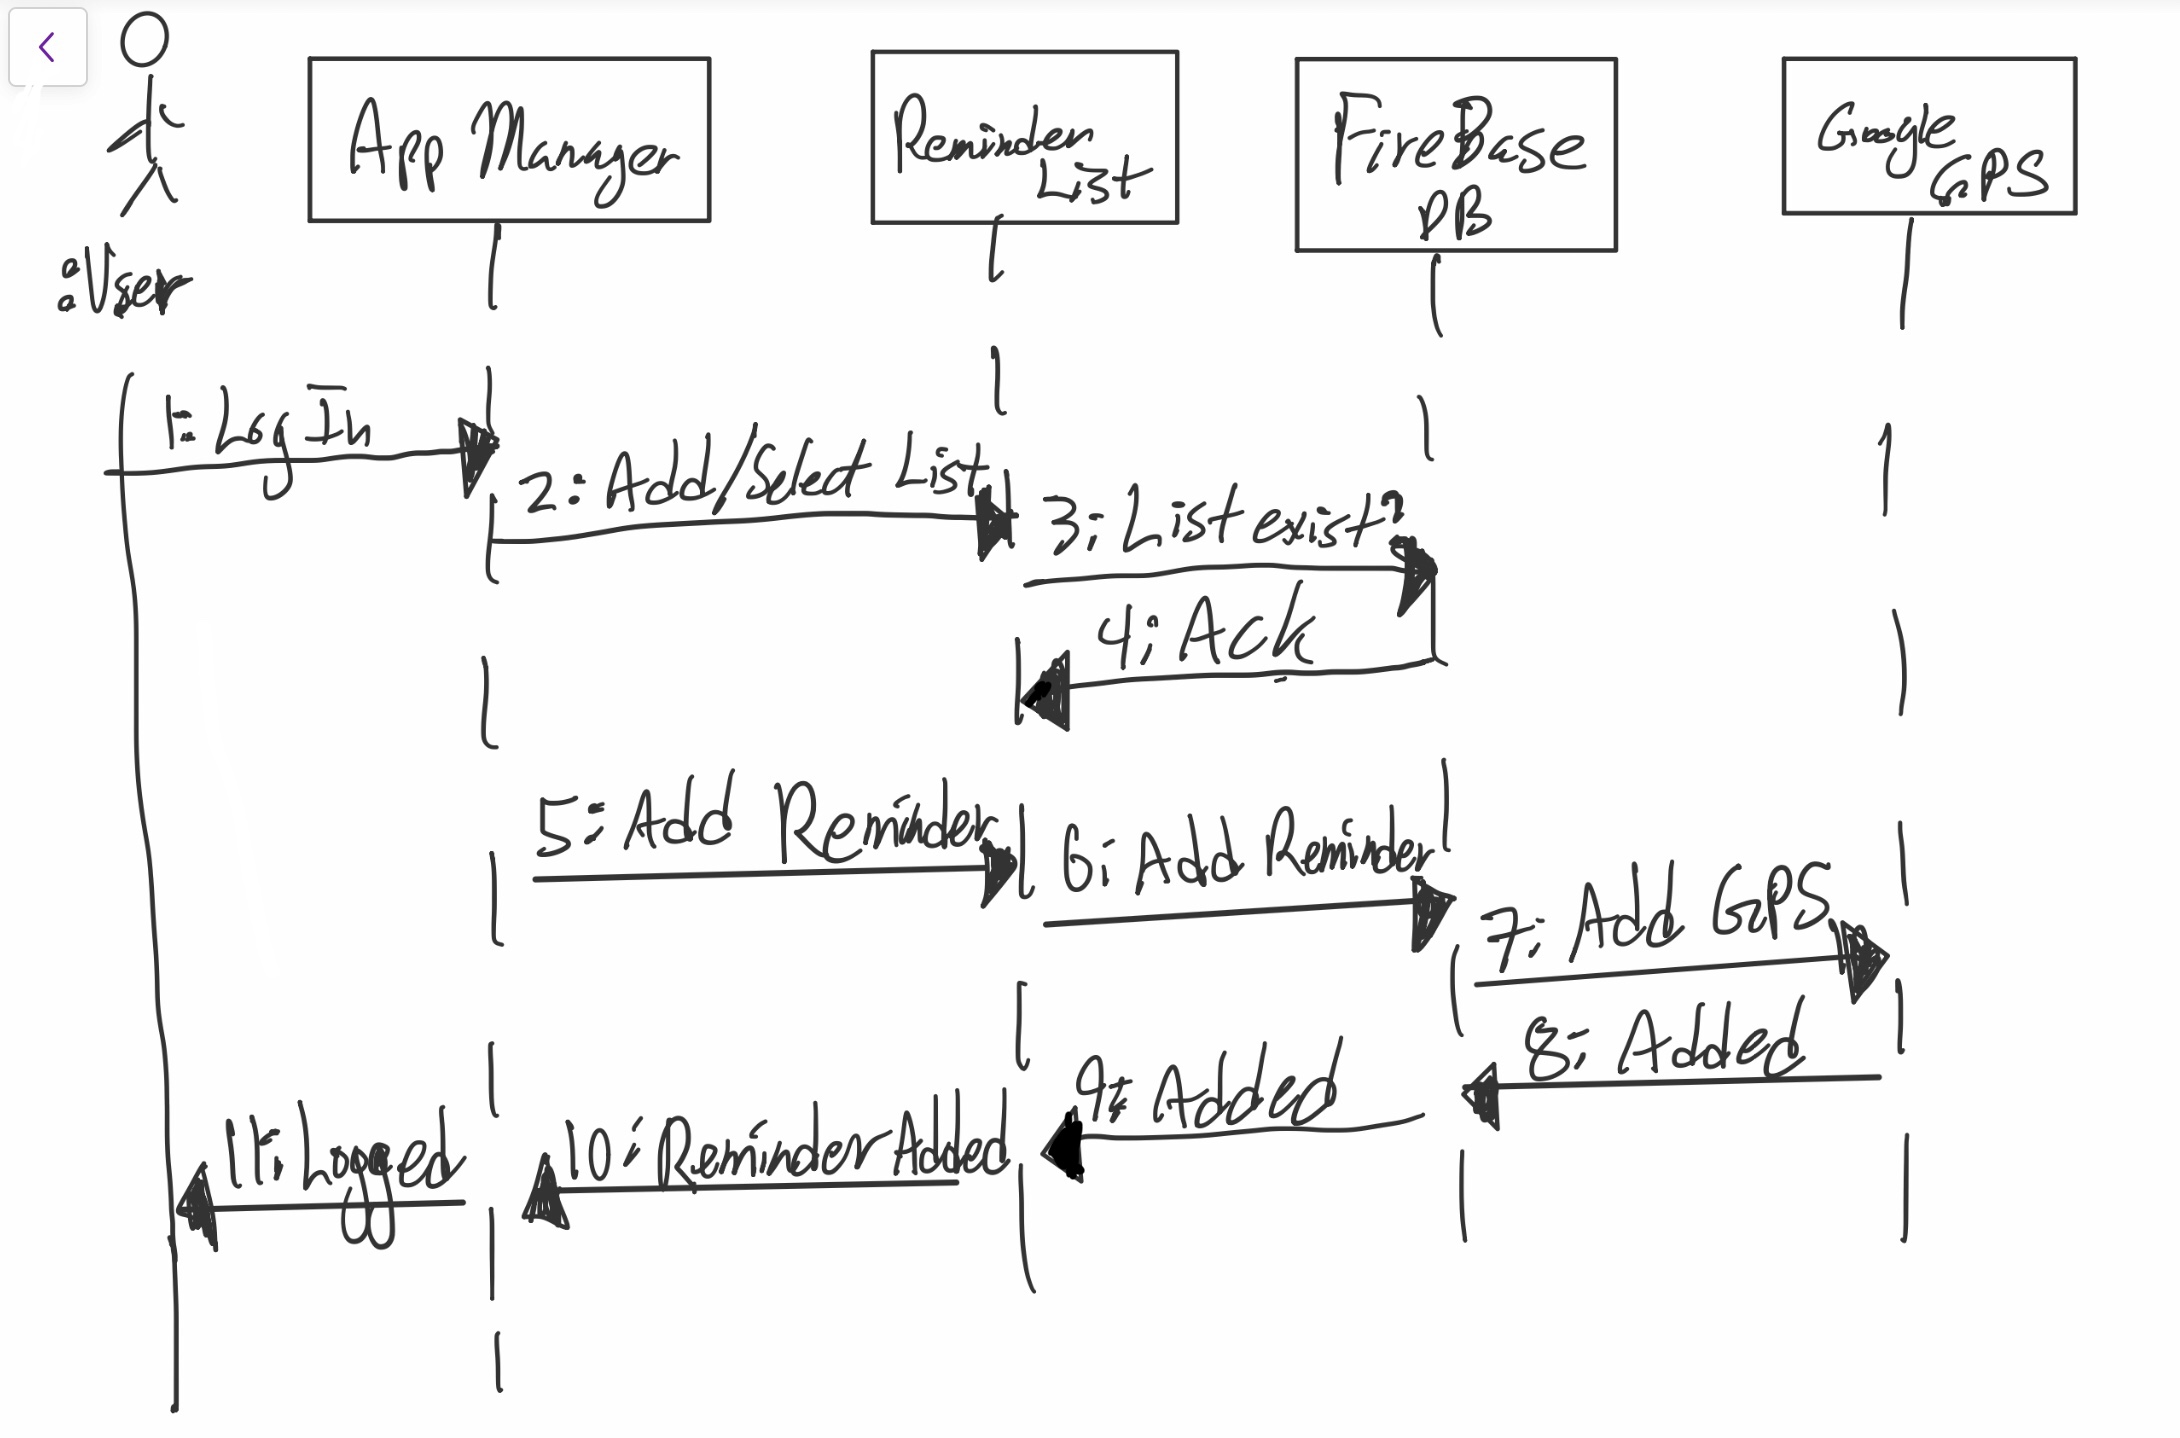 App Manager
Reminder
List
FireBase
DB
Google
GPS
:User
1: Log In
2: Add/Select List
3: List exist?
4: Ack
5: Add Reminder
6: Add Reminder
7: Add GPS
8: Added
9: Added
10: Reminder Added
11: Logged